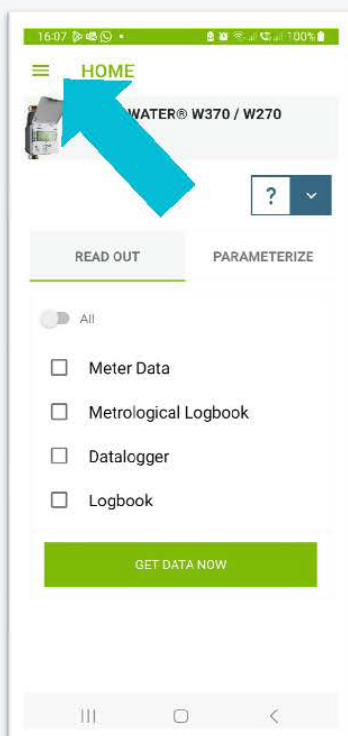 16:07 100%
HOME
WATER® W370 / W270
?
READ OUT PARAMETERIZE
All
Meter Data
Metrological Logbook
Datalogger
Logbook
GET DATA NOW